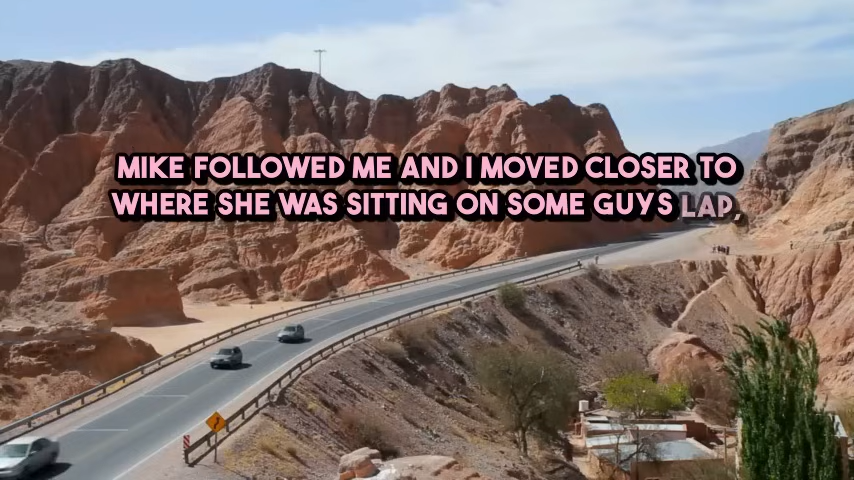 MIKE FOLLOWED ME AND I MOVED CLOSER TO
WHERE SHE WAS SITTING ON SOME GUYS LAP,